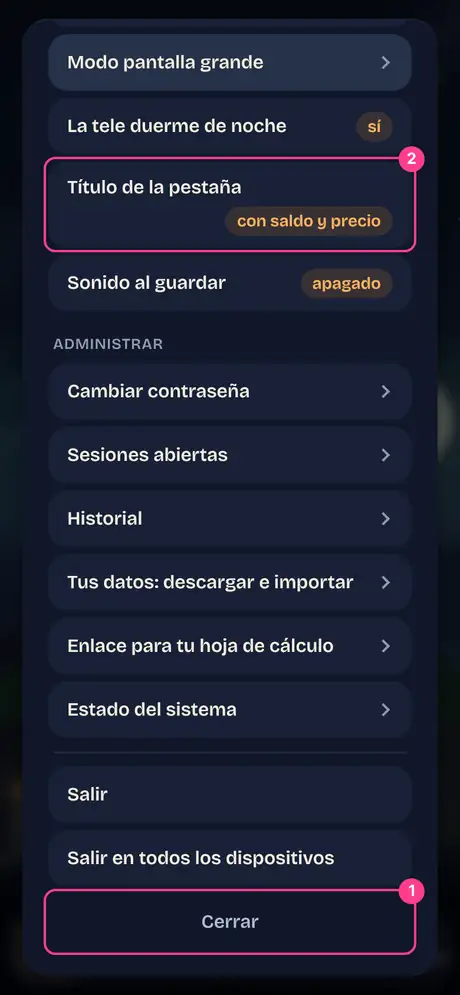 Modo pantalla grande
La tele duerme de noche sí
2
Título de la pestaña
con saldo y precio
Sonido al guardar apagado
ADMINISTRAR
Cambiar contraseña
Sesiones abiertas
Historial
Tus datos: descargar e importar
Enlace para tu hoja de cálculo
Estado del sistema
Salir
Salir en todos los dispositivos
1
Cerrar